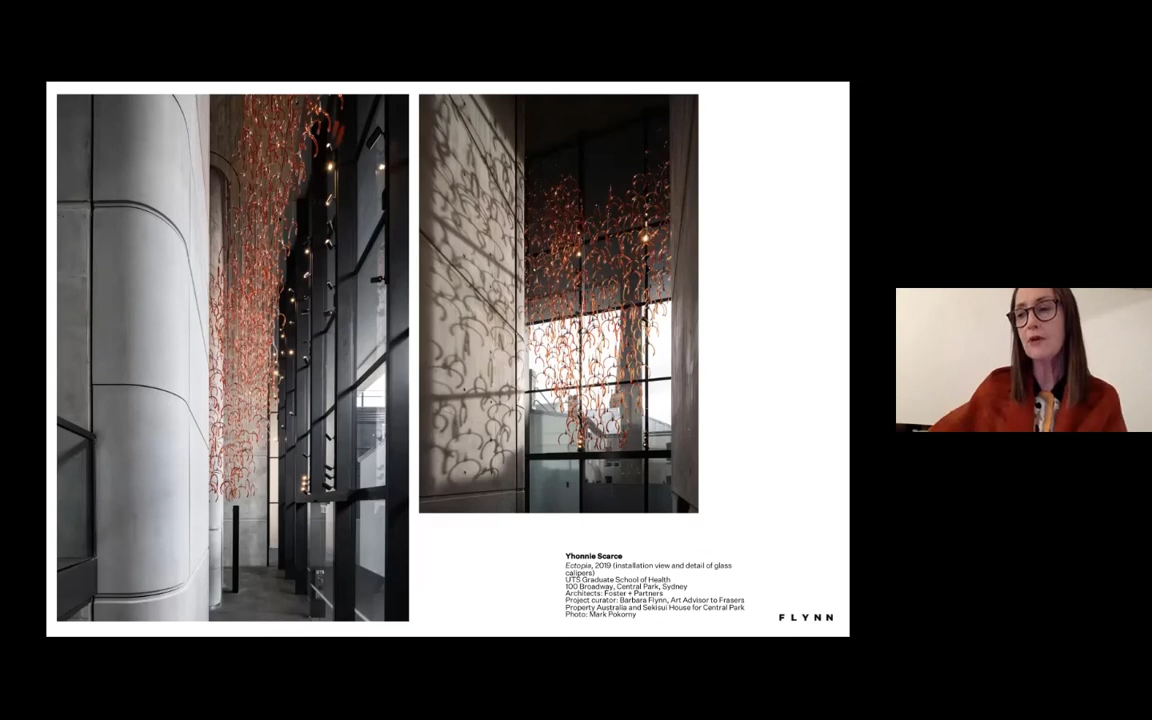 Yhonnie Scarce
Ectopia, 2019 (installation view and detail of glass
calipers)
UTS Graduate School of Health
100 Broadway, Central Park, Sydney
Architects: Foster + Partners
Project curator: Barbara Flynn, Art Advisor to Frasers
Property Australia and Sekisui House for Central Park
Photo: Mark Pokorny
FLYNN